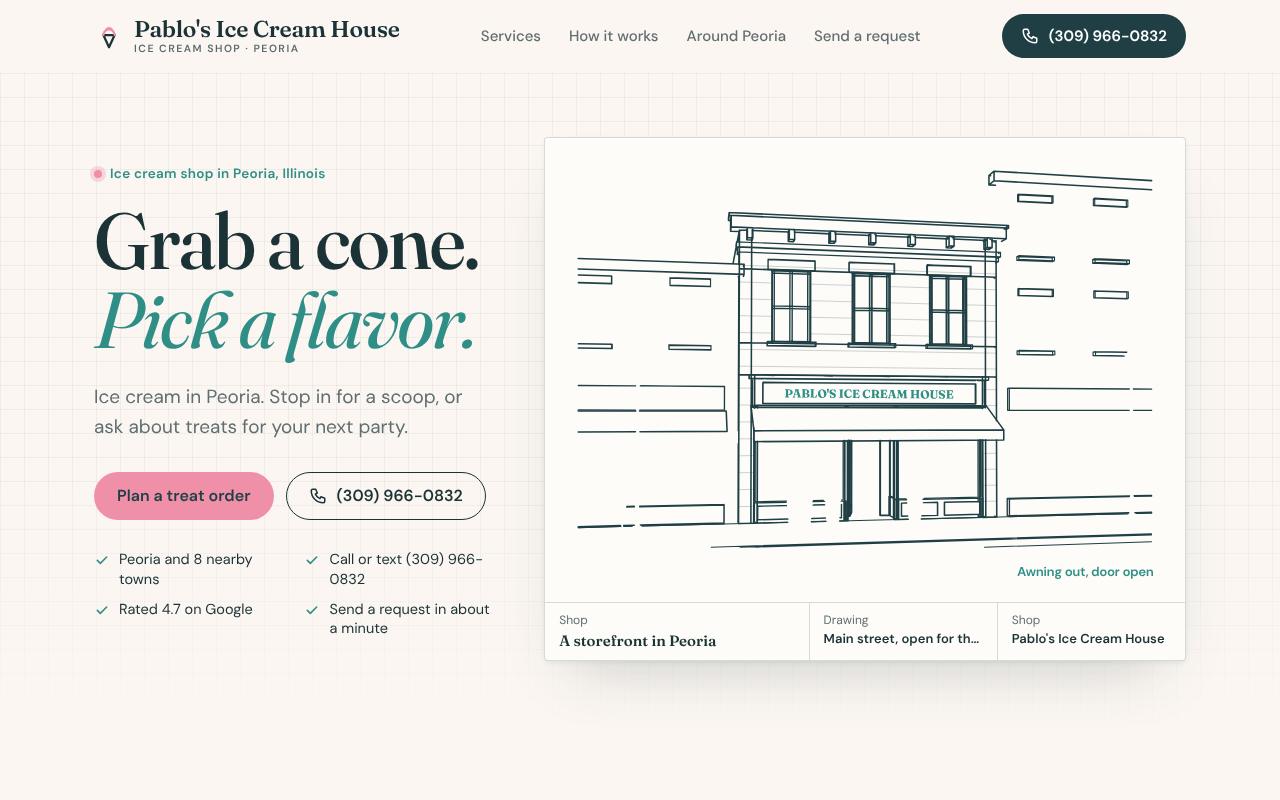 Pablo's Ice Cream House
ICE CREAM SHOP · PEORIA
Services
How it works
Around Peoria
Send a request
(309) 966-0832
Ice cream shop in Peoria, Illinois
Grab a cone.
Pick a flavor.
Ice cream in Peoria. Stop in for a scoop, or
ask about treats for your next party.
Plan a treat order
(309) 966-0832
Peoria and 8 nearby
towns
Call or text (309) 966-
0832
Rated 4.7 on Google
Send a request in about
a minute
PABLO'S ICE CREAM HOUSE
Awning out, door open
Shop
A storefront in Peoria
Drawing
Main street, open for th…
Shop
Pablo's Ice Cream House